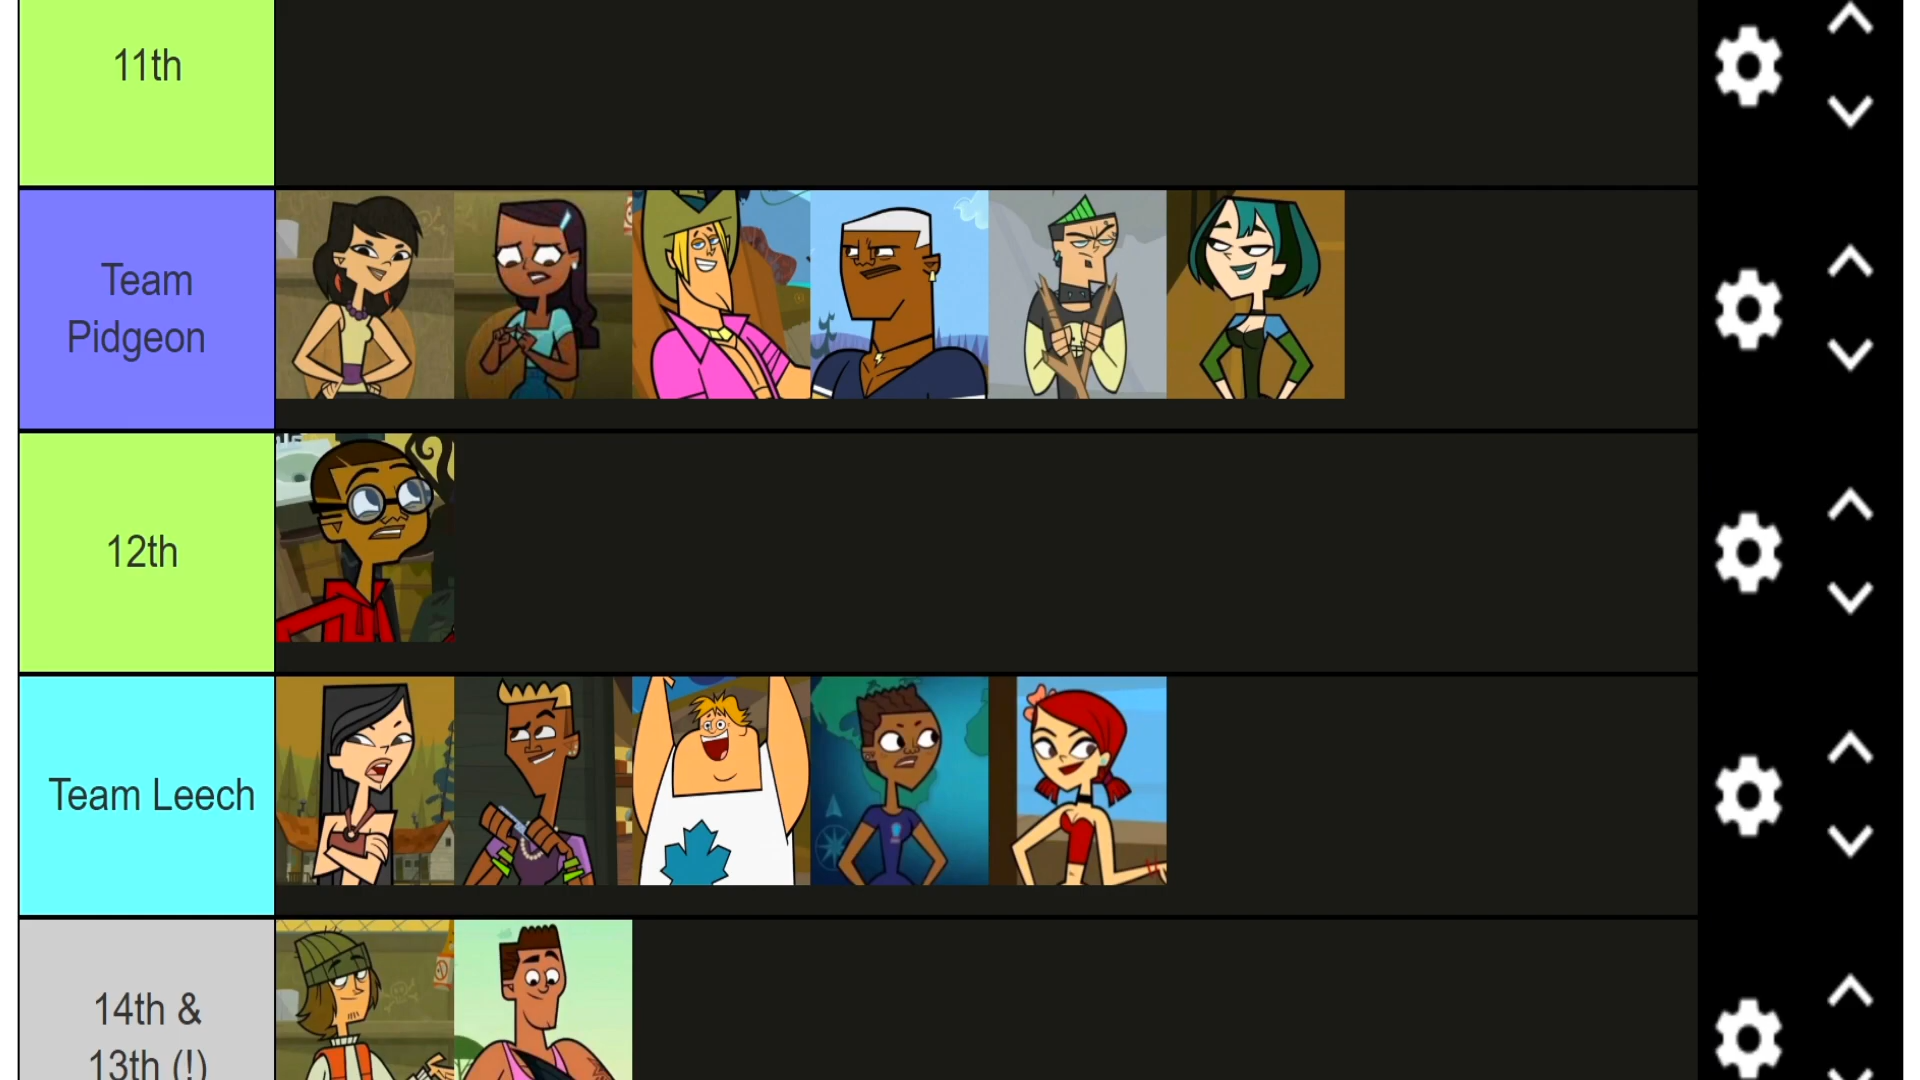 11th
Team
Pidgeon
12th
Team Leech
14th &
13th (!)